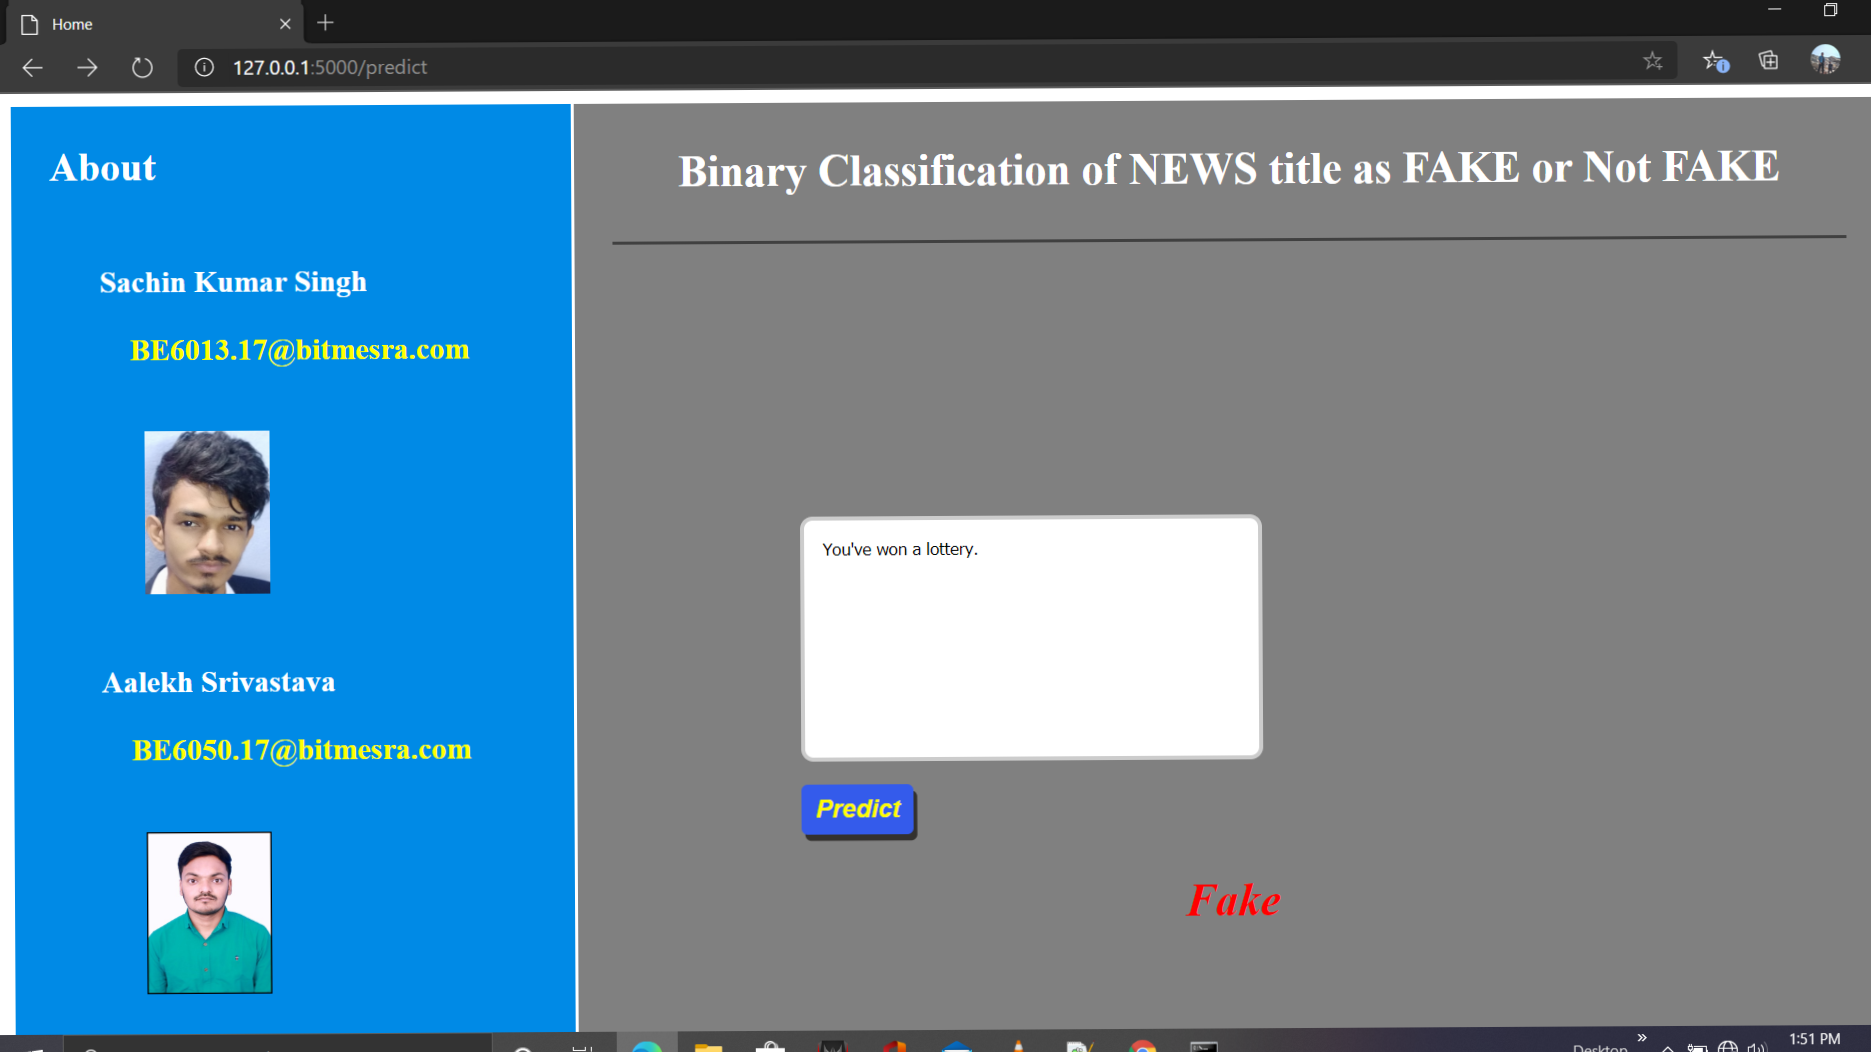 Home
127.0.0.1:5000/predict
About
Binary Classification of NEWS title as FAKE or Not FAKE
Sachin Kumar Singh
BE6013.17@bitmesra.com
You've won a lottery.
Aalekh Srivastava
BE6050.17@bitmesra.com
Predict
Fake
Desktop
1:51 PM